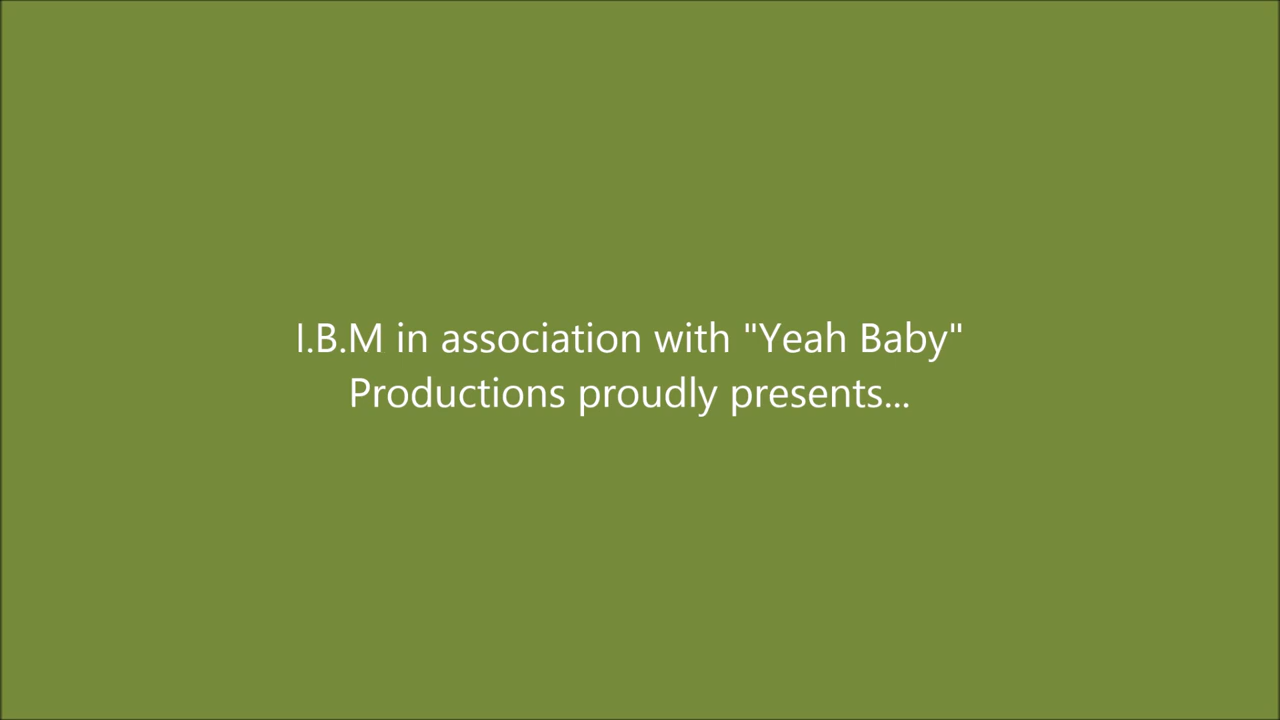 I.B.M in association with "Yeah Baby"
Productions proudly presents...